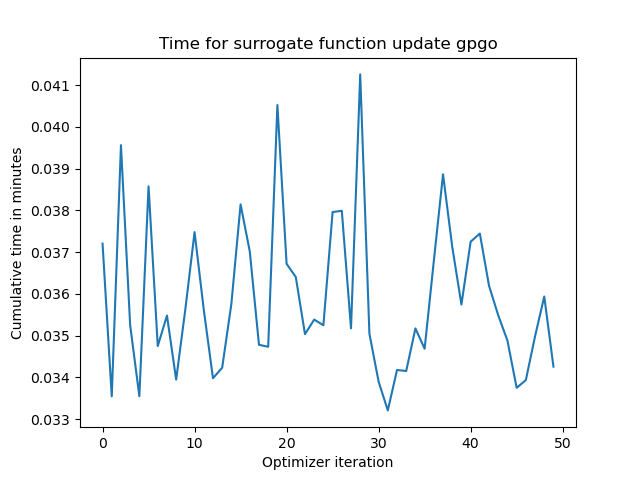 Time for surrogate function update gpgo
Cumulative time in minutes
0.041
0.040
0.039
0.038
0.037
0.036
0.035
0.034
0.033
0 10 20 30 40 50
Optimizer iteration